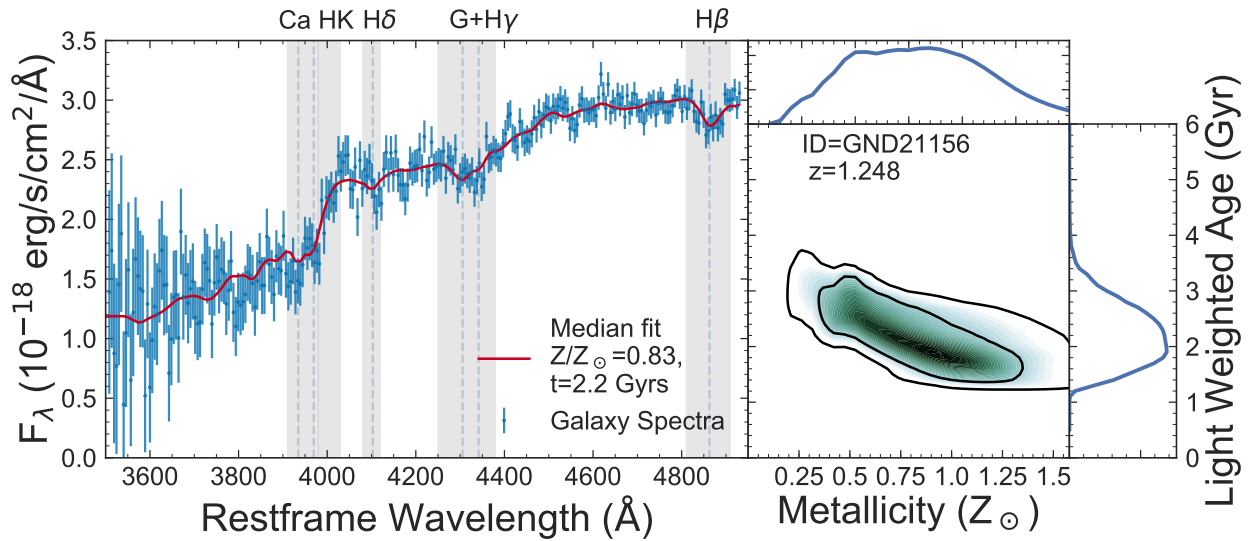 Ca HK Hδ G+Hγ Hβ
3.5
3.0
2.5
2.0
1.5
1.0
0.5
0.0
F_λ (10⁻¹⁸ erg/s/cm²/Å)
3600 3800 4000 4200 4400 4600 4800
Restframe Wavelength (Å)
Median fit
Z/Z☉=0.83,
t=2.2 Gyrs
Galaxy Spectra
ID=GND21156
z=1.248
0.25 0.5 0.75 1.0 1.25 1.5
Metallicity (Z☉)
6
5
4
3
2
1
0
Light Weighted Age (Gyr)